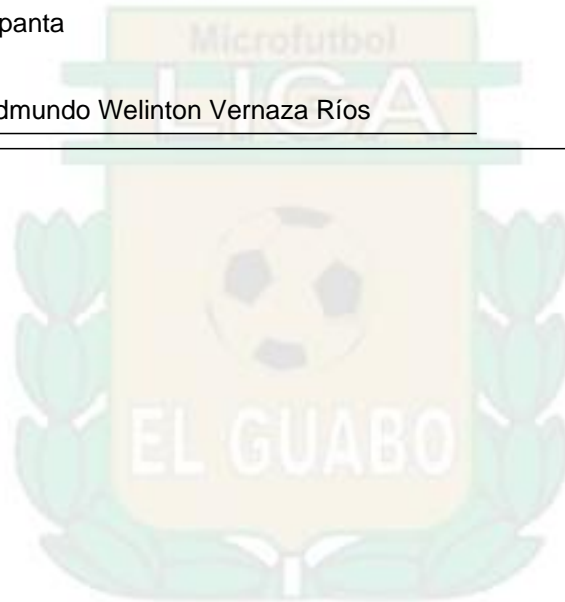 panta
Microfutbol
LIGA
dmundo Welinton Vernaza Ríos
EL GUABO